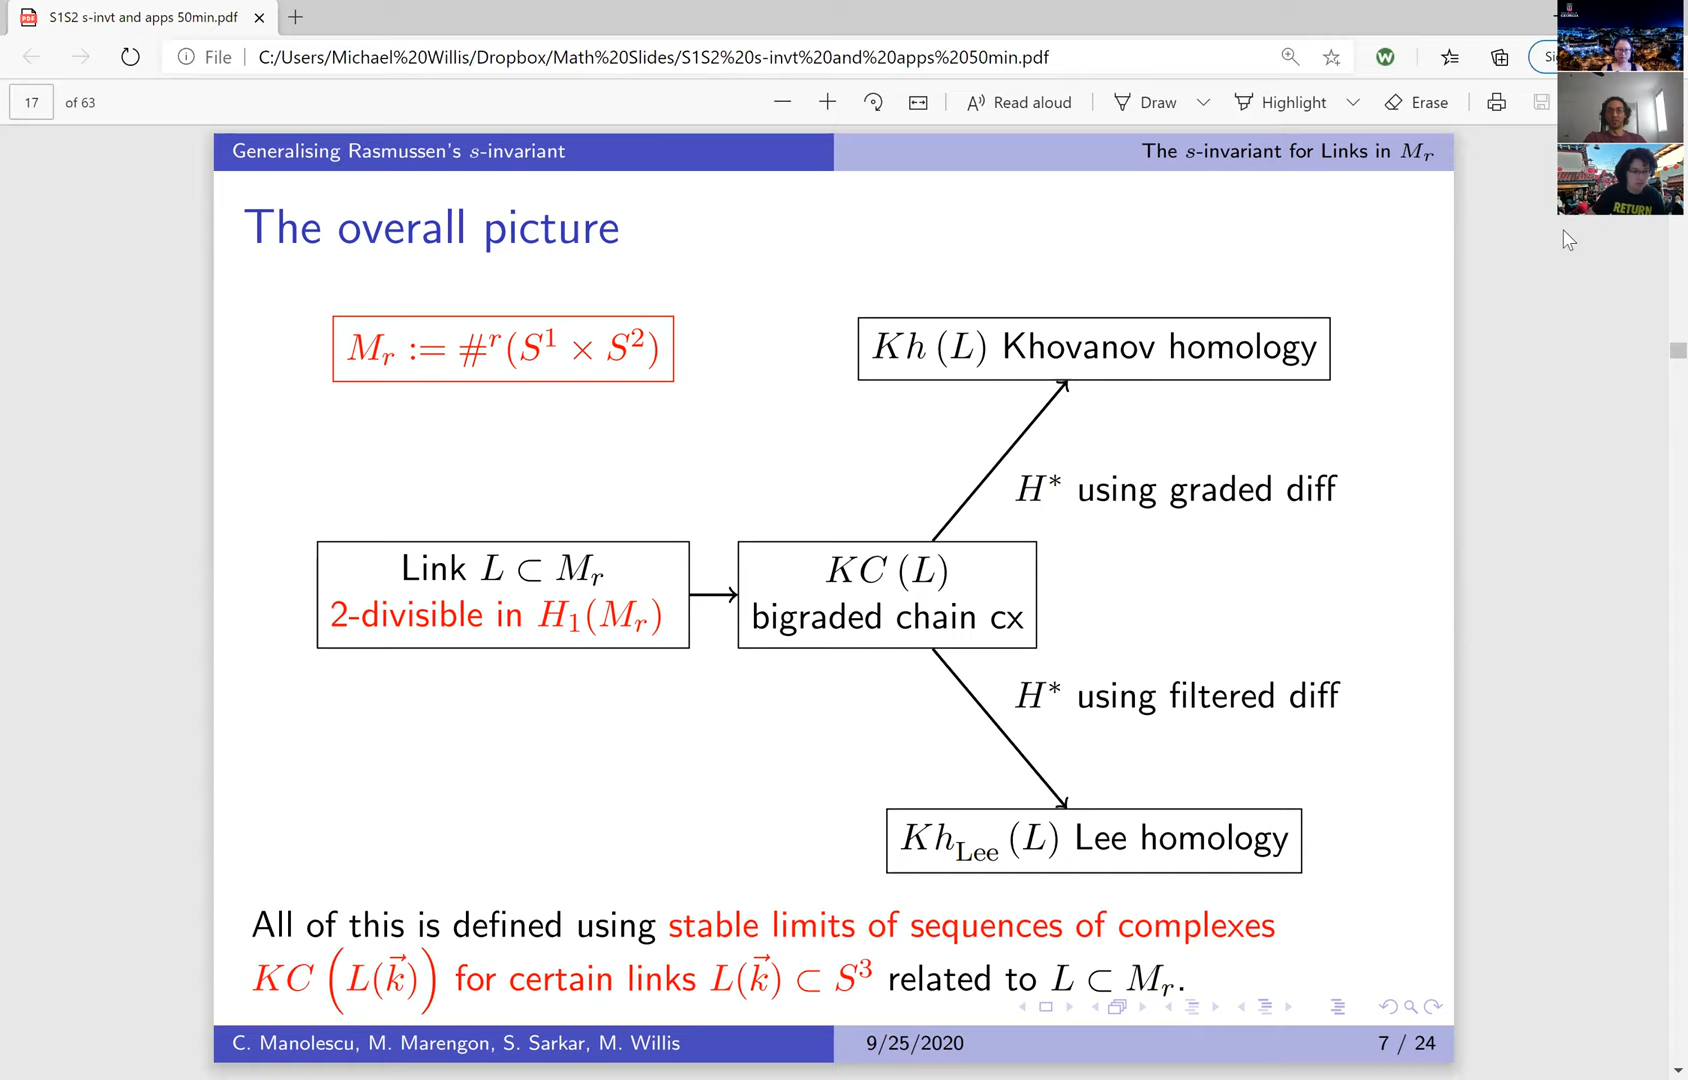 S1S2 s-invt and apps 50min.pdf
File
C:/Users/Michael%20Willis/Dropbox/Math%20Slides/S1S2%20s-invt%20and%20apps%2050min.pdf
17 of 63
Read aloud
Draw
Highlight
Erase
Generalising Rasmussen's s-invariant
The s-invariant for Links in M_r
The overall picture
M_r := #^r(S^1 × S^2)
Kh (L) Khovanov homology
H* using graded diff
Link L ⊂ M_r
2-divisible in H_1(M_r)
KC (L)
bigraded chain cx
H* using filtered diff
Kh_Lee (L) Lee homology
All of this is defined using stable limits of sequences of complexes
KC (L(k⃗)) for certain links L(k⃗) ⊂ S^3 related to L ⊂ M_r.
C. Manolescu, M. Marengon, S. Sarkar, M. Willis
9/25/2020
7 / 24
GEORGIA
RETURN